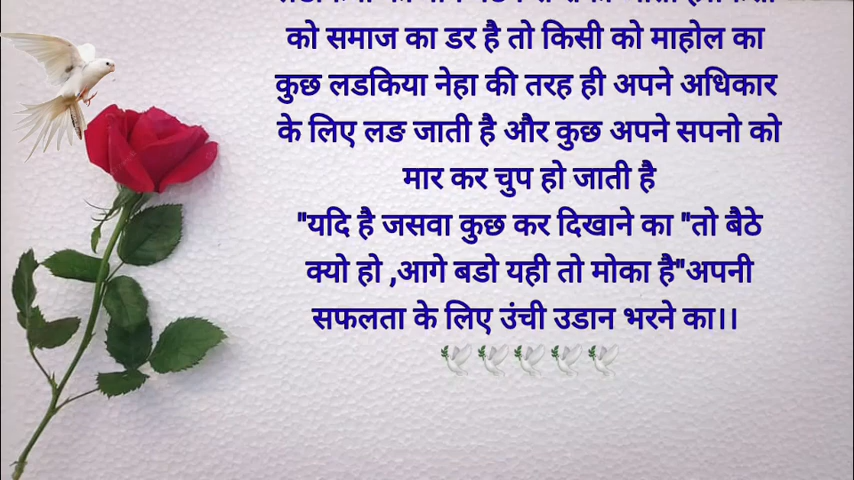 को समाज का डर है तो किसी को माहोल का
कुछ लडकिया नेहा की तरह ही अपने अधिकार
के लिए लङ जाती है और कुछ अपने सपनो को
मार कर चुप हो जाती है
"यदि है जसवा कुछ कर दिखाने का "तो बैठे
क्यो हो ,आगे बडो यही तो मोका है"अपनी
सफलता के लिए उंची उडान भरने का।।
🕊🕊🕊🕊🕊